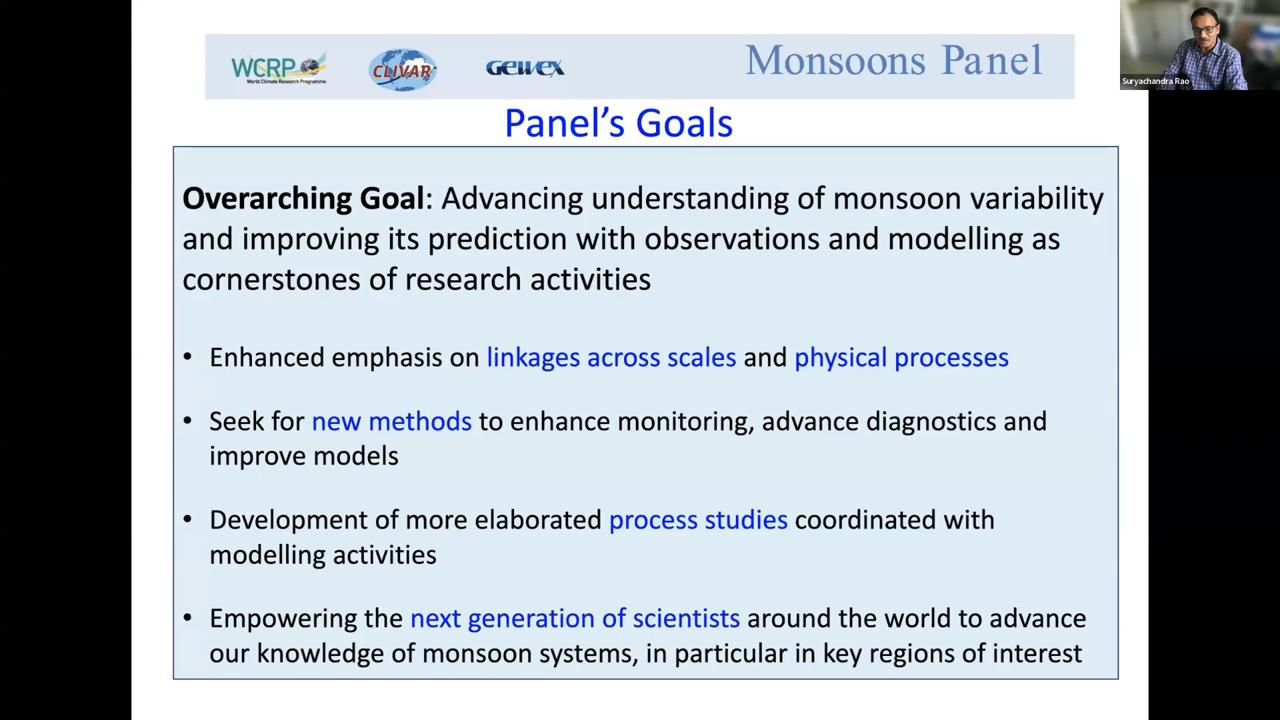 WCRP
World Climate Research Programme
CLIVAR
GEWEX
Monsoons Panel
Suryachandra Rao
Panel's Goals
Overarching Goal: Advancing understanding of monsoon variability
and improving its prediction with observations and modelling as
cornerstones of research activities
• Enhanced emphasis on linkages across scales and physical processes
• Seek for new methods to enhance monitoring, advance diagnostics and
improve models
• Development of more elaborated process studies coordinated with
modelling activities
• Empowering the next generation of scientists around the world to advance
our knowledge of monsoon systems, in particular in key regions of interest